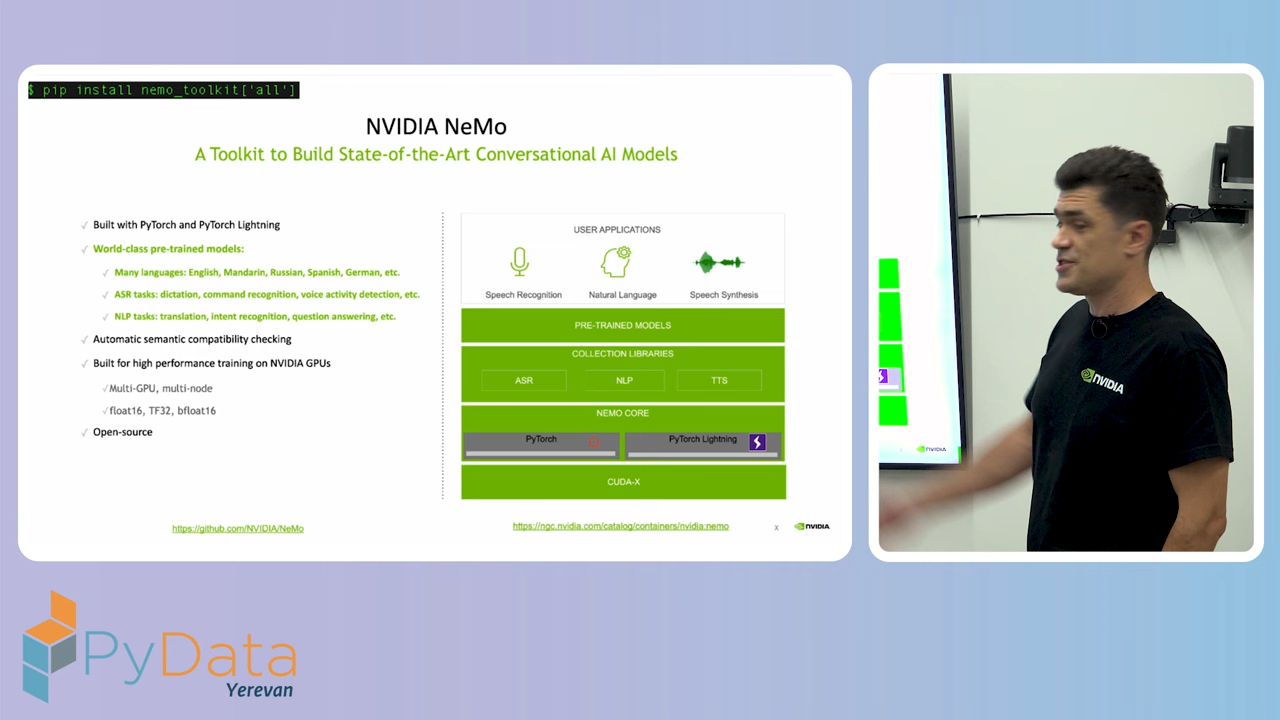 $ pip install nemo_toolkit['all']
NVIDIA NeMo
A Toolkit to Build State-of-the-Art Conversational AI Models
✓ Built with PyTorch and PyTorch Lightning
✓ World-class pre-trained models:
✓ Many languages: English, Mandarin, Russian, Spanish, German, etc.
✓ ASR tasks: dictation, command recognition, voice activity detection, etc.
✓ NLP tasks: translation, intent recognition, question answering, etc.
✓ Automatic semantic compatibility checking
✓ Built for high performance training on NVIDIA GPUs
✓Multi-GPU, multi-node
✓float16, TF32, bfloat16
✓ Open-source
https://github.com/NVIDIA/NeMo
USER APPLICATIONS
Speech Recognition Natural Language Speech Synthesis
PRE-TRAINED MODELS
COLLECTION LIBRARIES
ASR NLP TTS
NEMO CORE
PyTorch PyTorch Lightning
CUDA-X
https://ngc.nvidia.com/catalog/containers/nvidia:nemo
x
NVIDIA
NVIDIA
NVIDIA
PyData
Yerevan